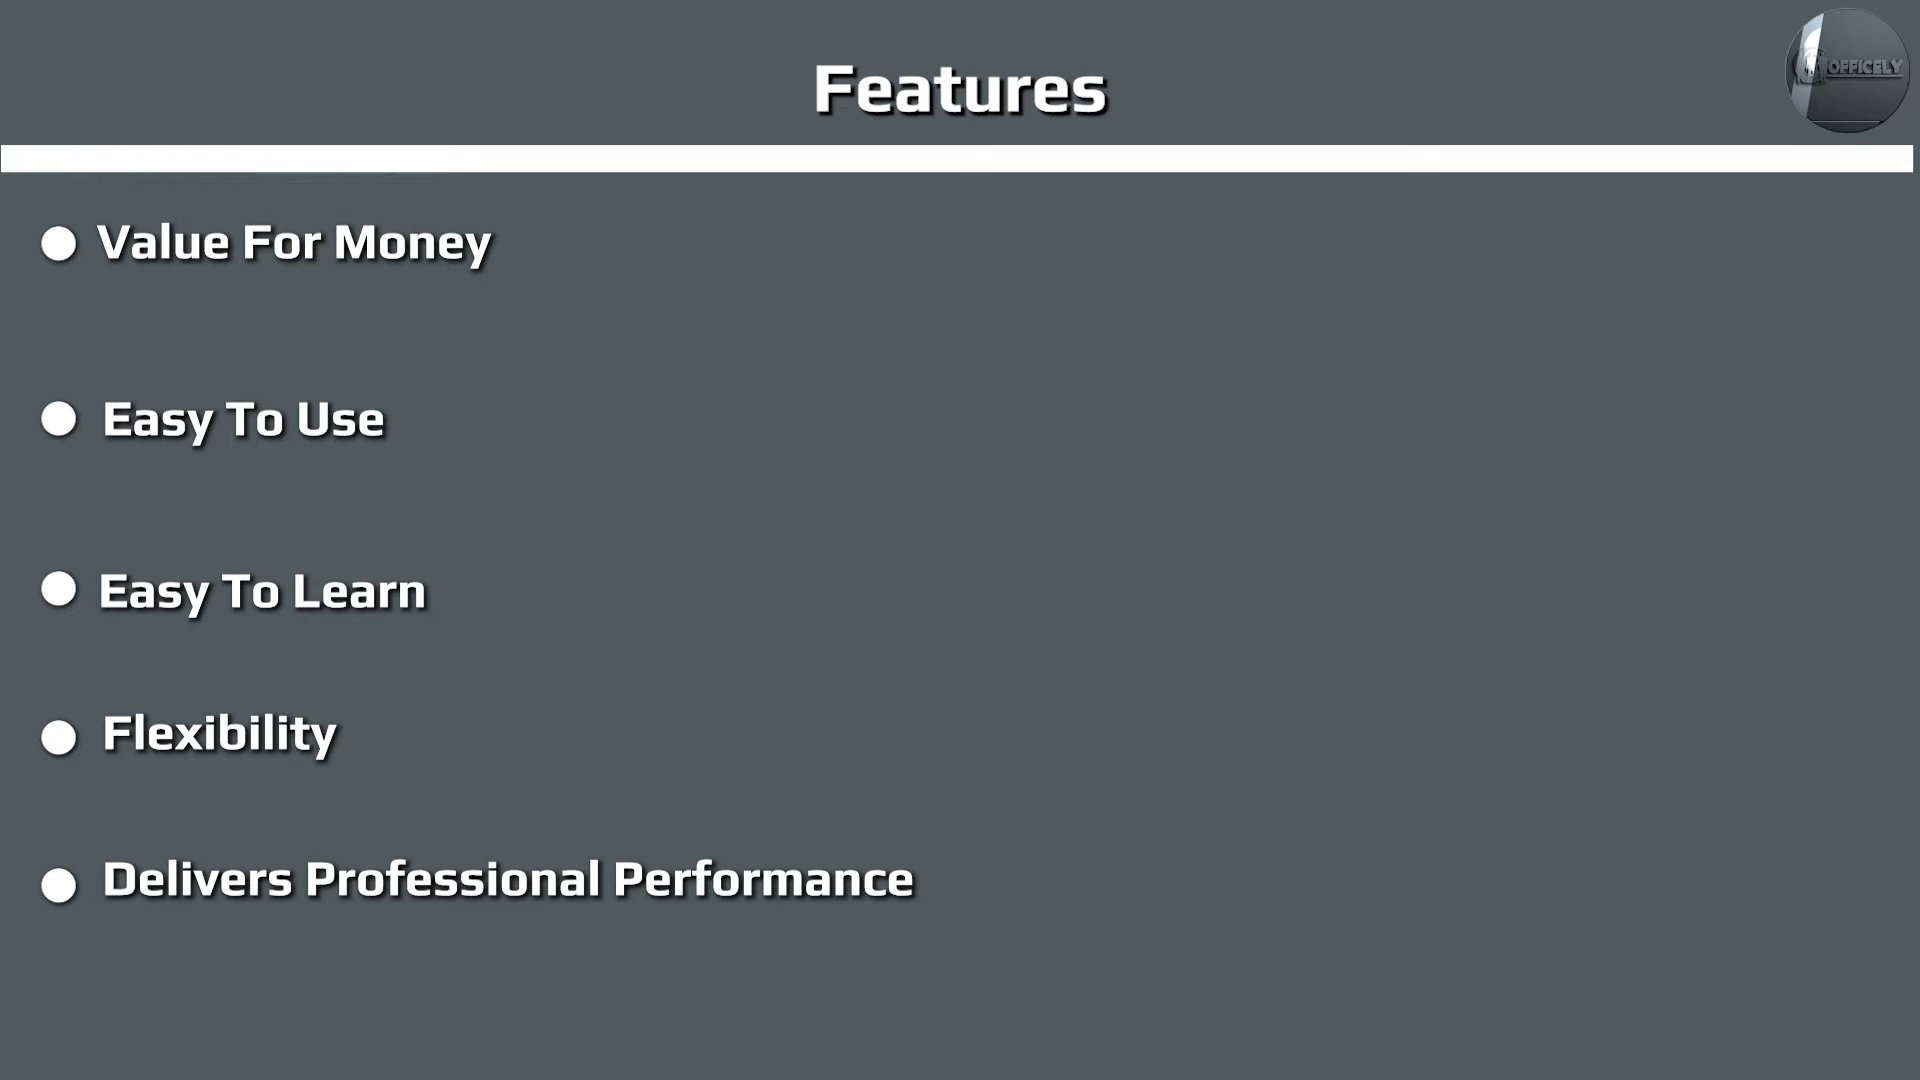 Features
OFFICELY
Value For Money
Easy To Use
Easy To Learn
Flexibility
Delivers Professional Performance